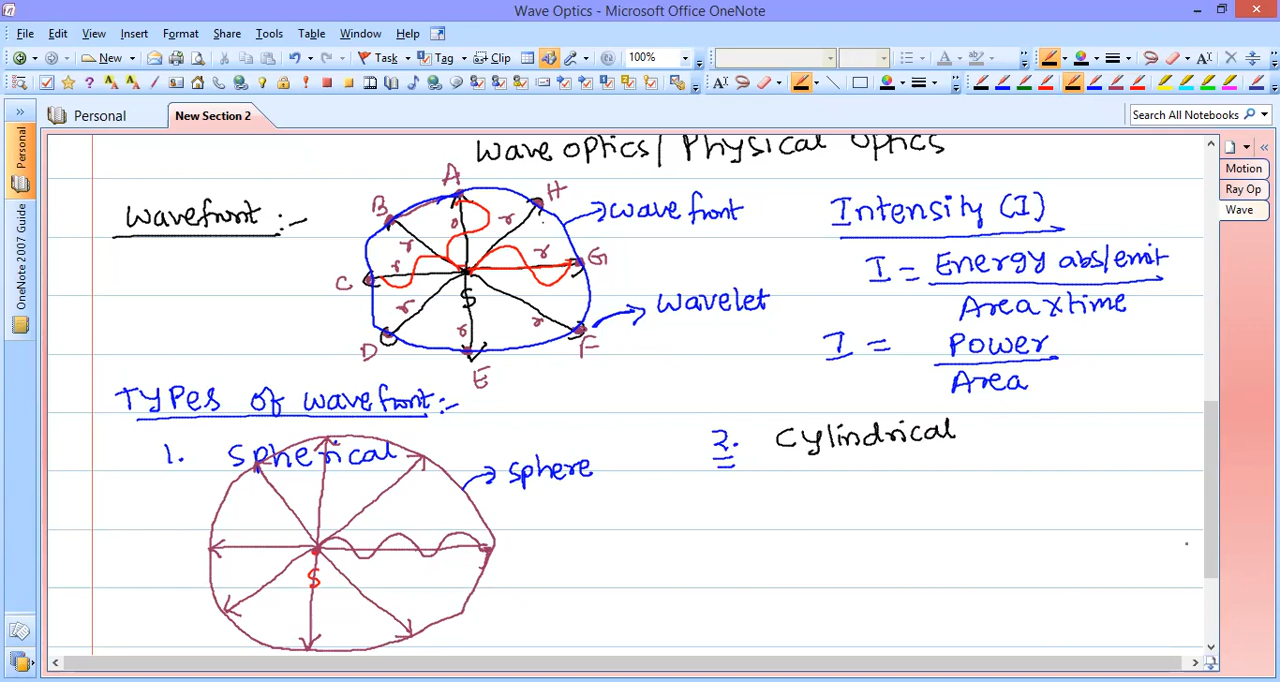 Wave Optics - Microsoft Office OneNote
File Edit View Insert Format Share Tools Table Window Help
New Task Tag Clip 100%
Personal New Section 2 Search All Notebooks
Personal
OneNote 2007 Guide
Motion
Ray Op
Wave
Wave optics/ Physical optics
Wavefront :-
A
B
C
D
E
F
G
H
S
r
r
r
r
r
r
r
wavefront
wavelet
Intensity (I)
I = Energy abs/emit
Area x time
I = Power
Area
TYPES of wavefront:-
1. Spherical
sphere
S
2. Cylindrical